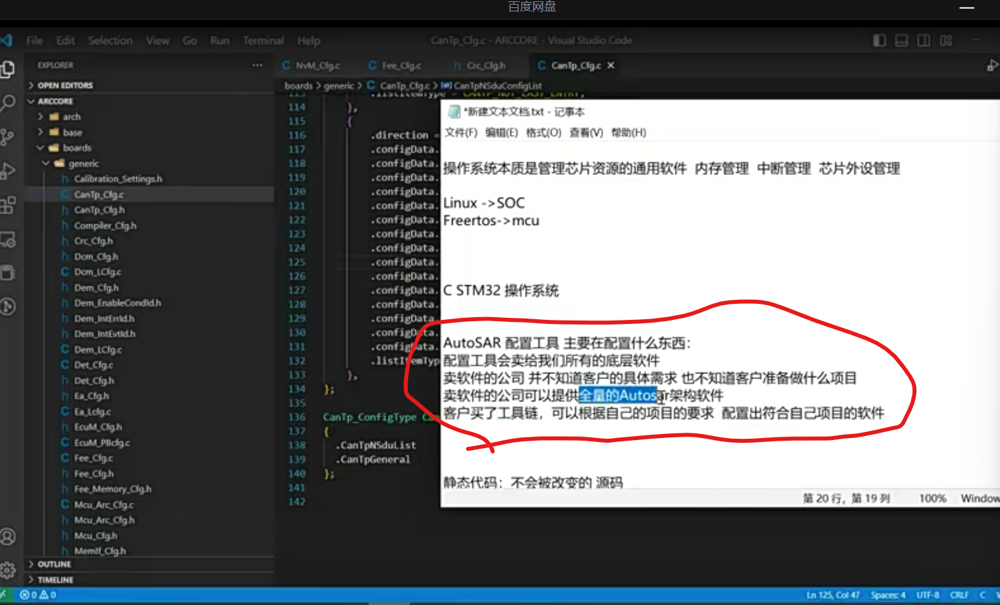 百度网盘
File Edit Selection View Go Run Terminal Help
CanTp_Cfg.c - ARCCORE - Visual Studio Code
EXPLORER ···
NvM_Cfg.c Fee_Cfg.c Crc_Cfg.h CanTp_Cfg.c
OPEN EDITORS
boards > generic > C CanTp_Cfg.c > CanTpNSduConfigList
ARCCORE
arch
base
boards
generic
h Calibration_Settings.h
C CanTp_Cfg.c
h CanTp_Cfg.h
h Compiler_Cfg.h
h Crc_Cfg.h
h Dcm_Cfg.h
C Dcm_LCfg.c
h Dem_Cfg.h
h Dem_EnableCondId.h
h Dem_IntErrId.h
h Dem_IntEvtId.h
C Dem_LCfg.c
C Det_Cfg.c
h Det_Cfg.h
h Ea_Cfg.h
C Ea_Lcfg.c
h EcuM_Cfg.h
C EcuM_PBcfg.c
C Fee_Cfg.c
h Fee_Cfg.h
h Fee_Memory_Cfg.h
C Mcu_Arc_Cfg.c
h Mcu_Arc_Cfg.h
h Mcu_Cfg.h
h MemIf_Cfg.h
OUTLINE
TIMELINE
113 .listItemType = CANTP_NOT_LAST_ENTRY,
114 },
115 {
116 .direction =
117 .configData.
118 .configData.
119 .configData.
120 .configData.
121 .configData.
122 .configData.
123 .configData.
124 .configData.
125 .configData.
126 .configData.
127 .configData.
128 .configData.
129 .configData.
130 .configData.
131 .configData.
132 .listItemTyp
133 },
134 };
135
136 CanTp_ConfigType
137 {
138 .CanTpNSduList
139 .CanTpGeneral
140 };
141
142
*新建文本文档.txt - 记事本
文件(F) 编辑(E) 格式(O) 查看(V) 帮助(H)
操作系统本质是管理芯片资源的通用软件 内存管理 中断管理 芯片外设管理
Linux ->SOC
Freertos->mcu
C STM32 操作系统
AutoSAR 配置工具 主要在配置什么东西：
配置工具会卖给我们所有的底层软件
卖软件的公司 并不知道客户的具体需求 也不知道客户准备做什么项目
卖软件的公司可以提供全量的Autosar架构软件
客户买了工具链，可以根据自己的项目的要求 配置出符合自己项目的软件
静态代码：不会被改变的 源码
第 20 行，第 19 列 100% Window
0 0
Ln 125, Col 47 Spaces: 4 UTF-8 CRLF C